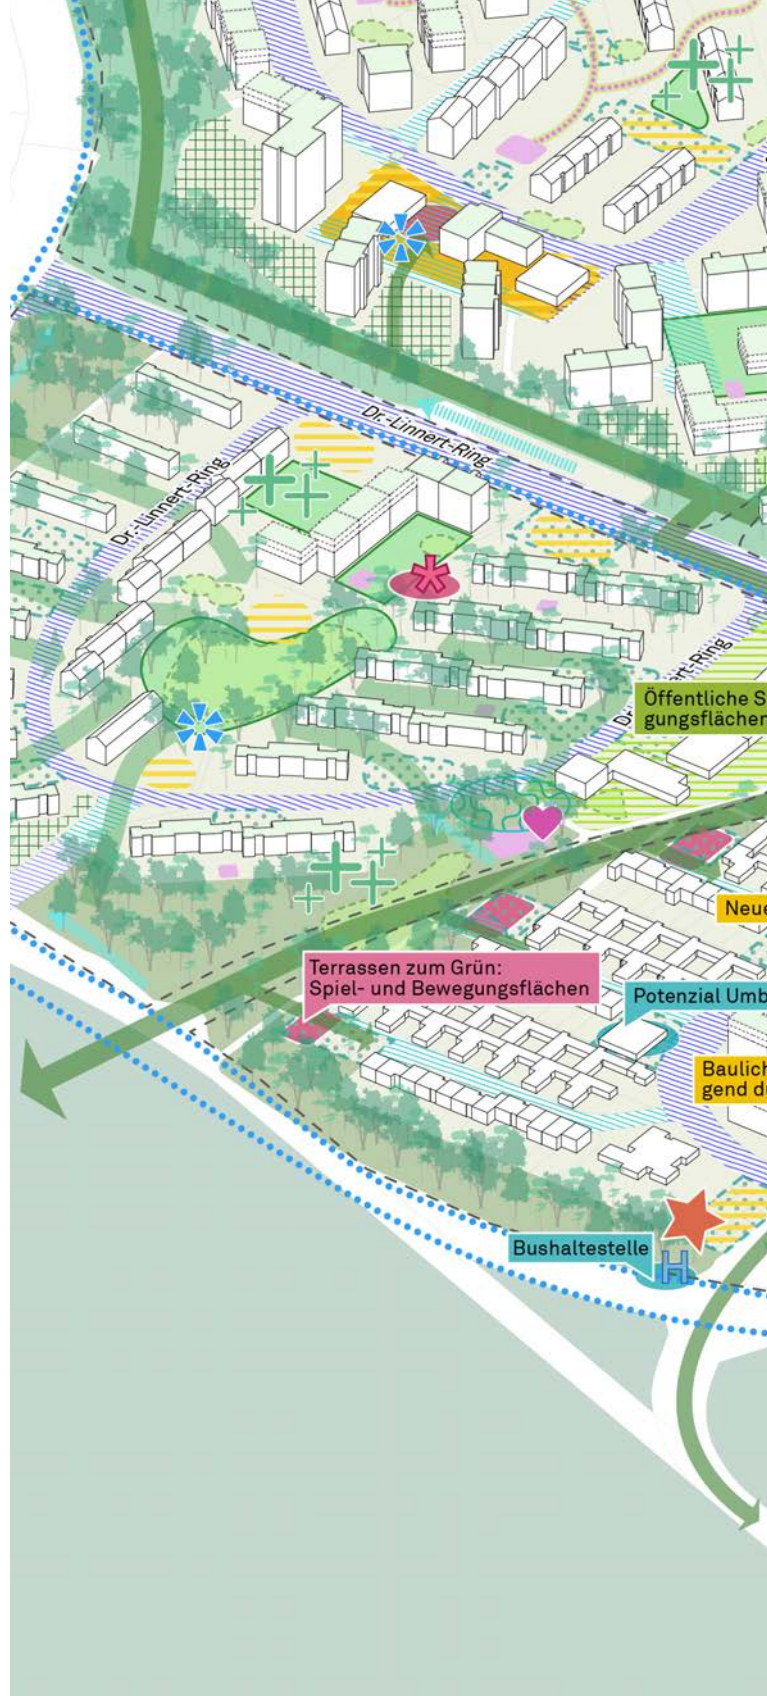 Dr.-Linnert-Ring
Dr.-Linnert-Ring
Öffentliche S
gungsflächen
Neue
Terrassen zum Grün:
Spiel- und Bewegungsflächen
Potenzial Umb
Baulich
gend du
Bushaltestelle
H